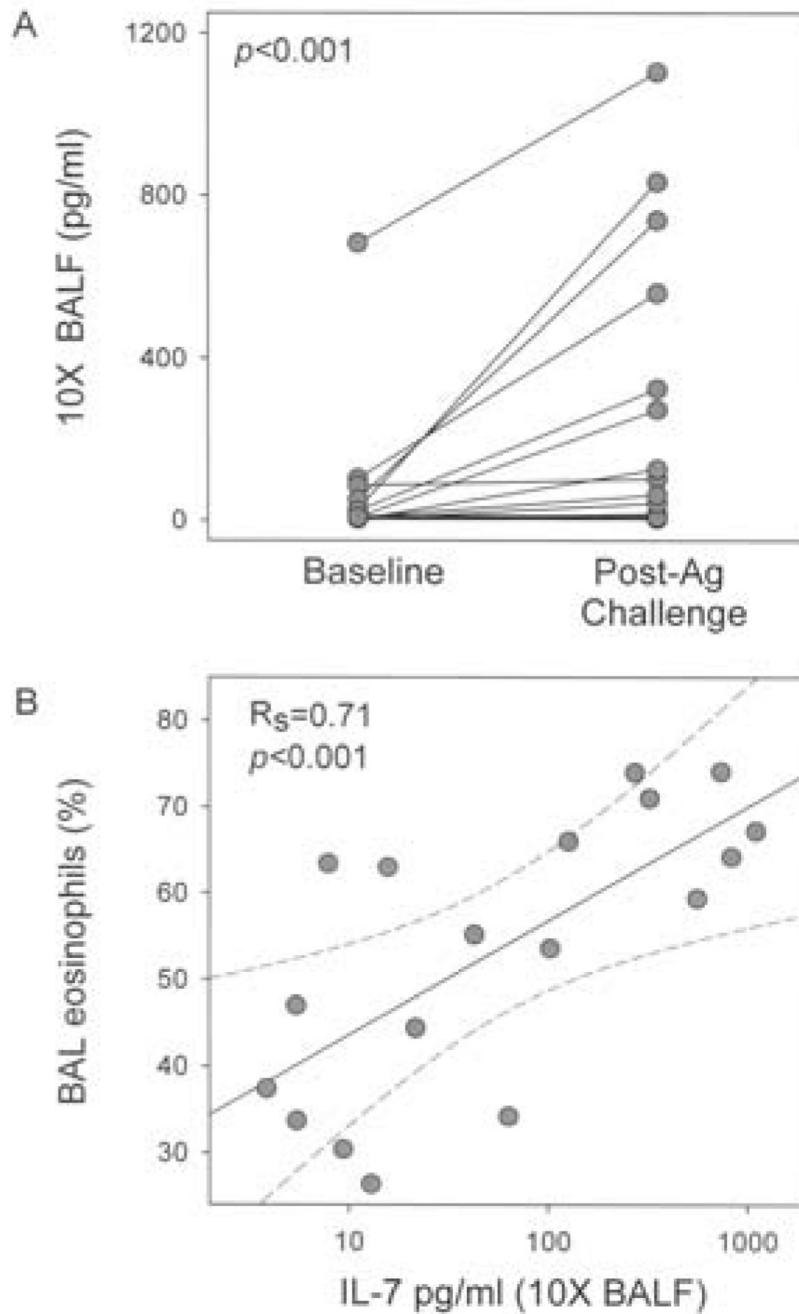 A
p<0.001
10X BALF (pg/ml)
1200
800
400
0
Baseline
Post-Ag
Challenge
B
Rs=0.71
p<0.001
BAL eosinophils (%)
80
70
60
50
40
30
10
100
1000
IL-7 pg/ml (10X BALF)